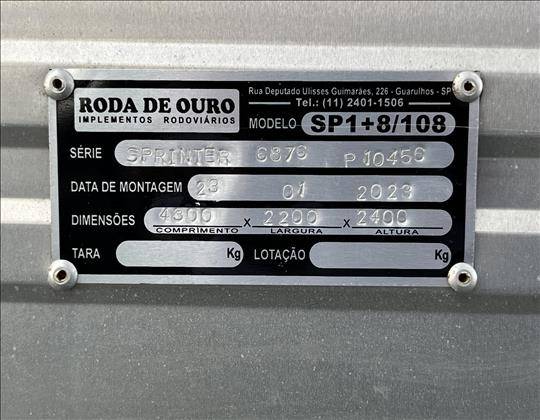 RODA DE OURO
IMPLEMENTOS RODOVIÁRIOS
Rua Deputado Ulisses Guimarães, 226 - Guarulhos - SP
Tel.: (11) 2401-1506
MODELO SP1+8/108
SÉRIE SPRINTER 6876 P10456
DATA DE MONTAGEM 23 01 2023
DIMENSÕES 4300 x 2200 x 2400
COMPRIMENTO LARGURA ALTURA
TARA Kg LOTAÇÃO Kg